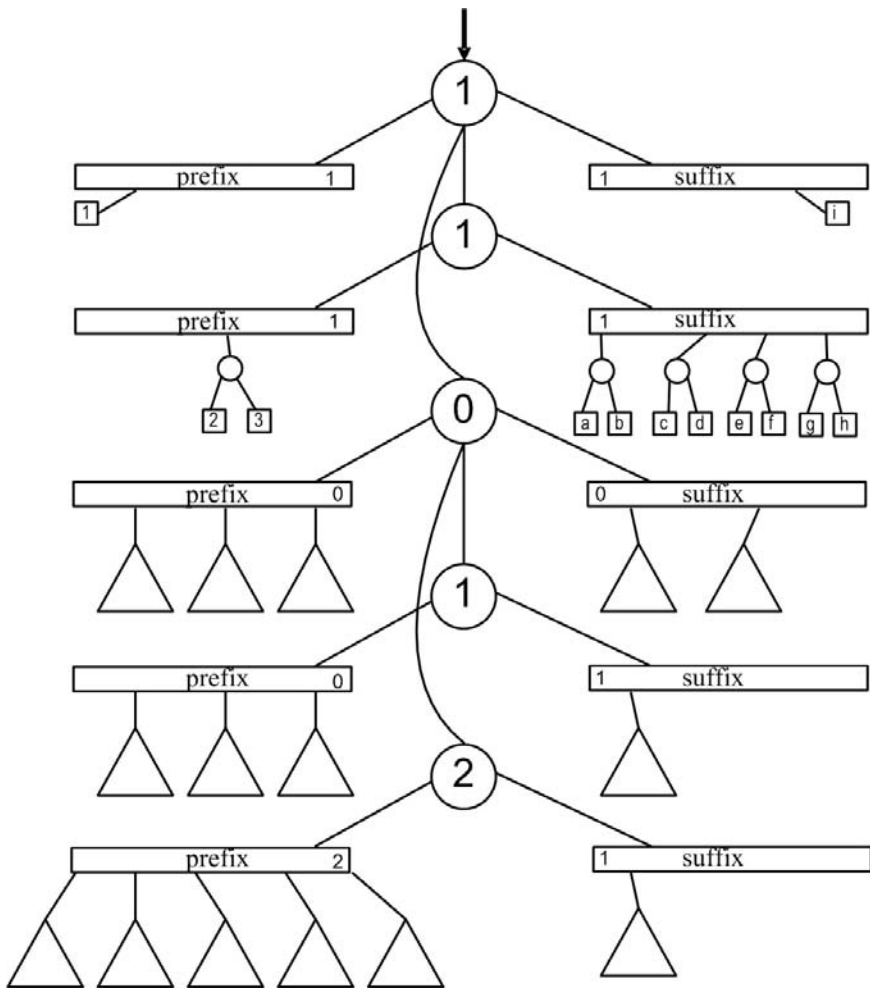 1
prefix 1
1 suffix
1
i
1
prefix 1
1 suffix
2 3
a b c d e f g h
0
prefix 0
0 suffix
1
prefix 0
1 suffix
2
prefix 2
1 suffix